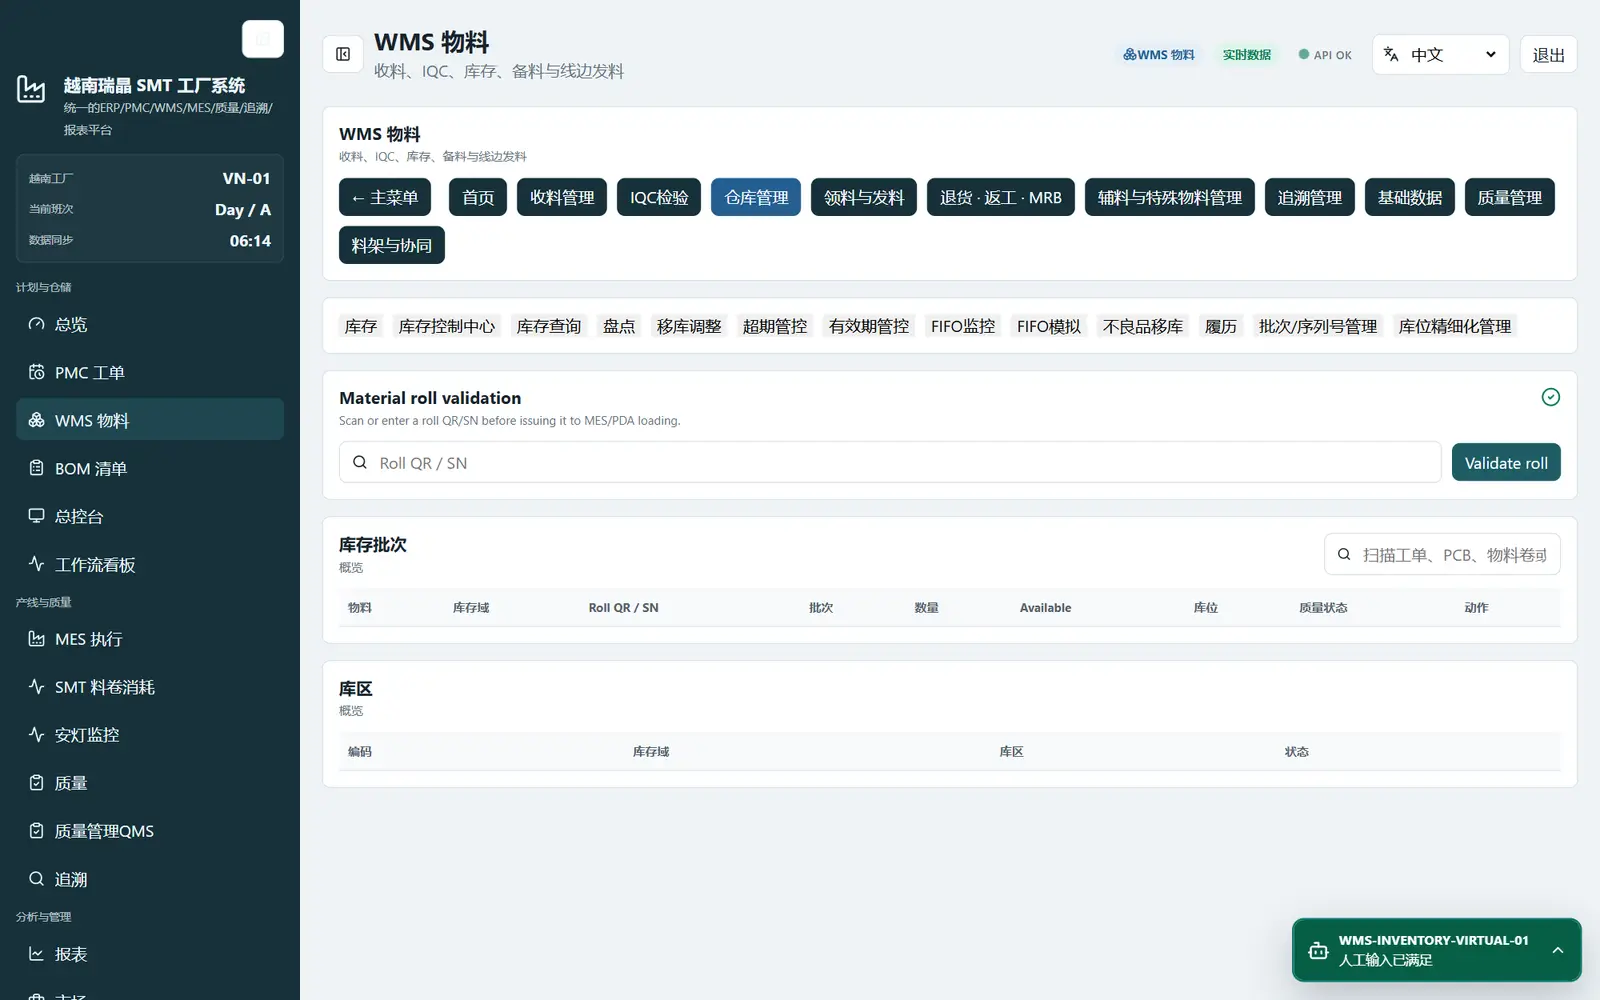 越南瑞晶 SMT 工厂系统
统一的ERP/PMC/WMS/MES/质量/追溯/
报表平台
越南工厂 VN-01
当前班次 Day / A
数据同步 06:14
计划与仓储
总览
PMC 工单
WMS 物料
BOM 清单
总控台
工作流看板
产线与质量
MES 执行
SMT 料卷消耗
安灯监控
质量
质量管理QMS
追溯
分析与管理
报表
市场
WMS 物料
收料、IQC、库存、备料与线边发料
WMS 物料 实时数据 API OK 中文 退出
WMS 物料
收料、IQC、库存、备料与线边发料
← 主菜单 首页 收料管理 IQC检验 仓库管理 领料与发料 退货 · 返工 · MRB 辅料与特殊物料管理 追溯管理 基础数据 质量管理
料架与协同
库存 库存控制中心 库存查询 盘点 移库调整 超期管控 有效期管控 FIFO监控 FIFO模拟 不良品移库 履历 批次/序列号管理 库位精细化管理
Material roll validation
Scan or enter a roll QR/SN before issuing it to MES/PDA loading.
Roll QR / SN Validate roll
库存批次
概览
扫描工单、PCB、物料卷或
物料 库存域 Roll QR / SN 批次 数量 Available 库位 质量状态 动作
库区
概览
编码 库存域 库区 状态
WMS-INVENTORY-VIRTUAL-01
人工输入已满足